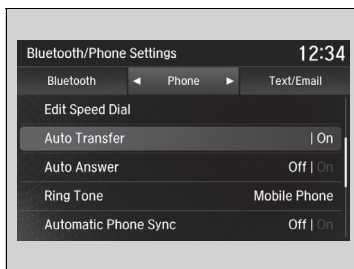 Bluetooth/Phone Settings 12:34
Bluetooth ◄ Phone ► Text/Email
Edit Speed Dial
Auto Transfer Off | On
Auto Answer Off | On
Ring Tone Mobile Phone
Automatic Phone Sync Off | On